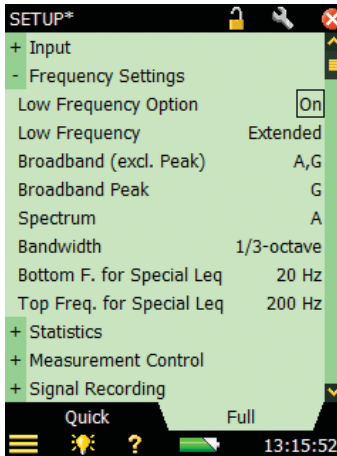 SETUP*
+ Input
- Frequency Settings
Low Frequency Option On
Low Frequency Extended
Broadband (excl. Peak) A,G
Broadband Peak G
Spectrum A
Bandwidth 1/3-octave
Bottom F. for Special Leq 20 Hz
Top Freq. for Special Leq 200 Hz
+ Statistics
+ Measurement Control
+ Signal Recording
Quick Full
? 13:15:52